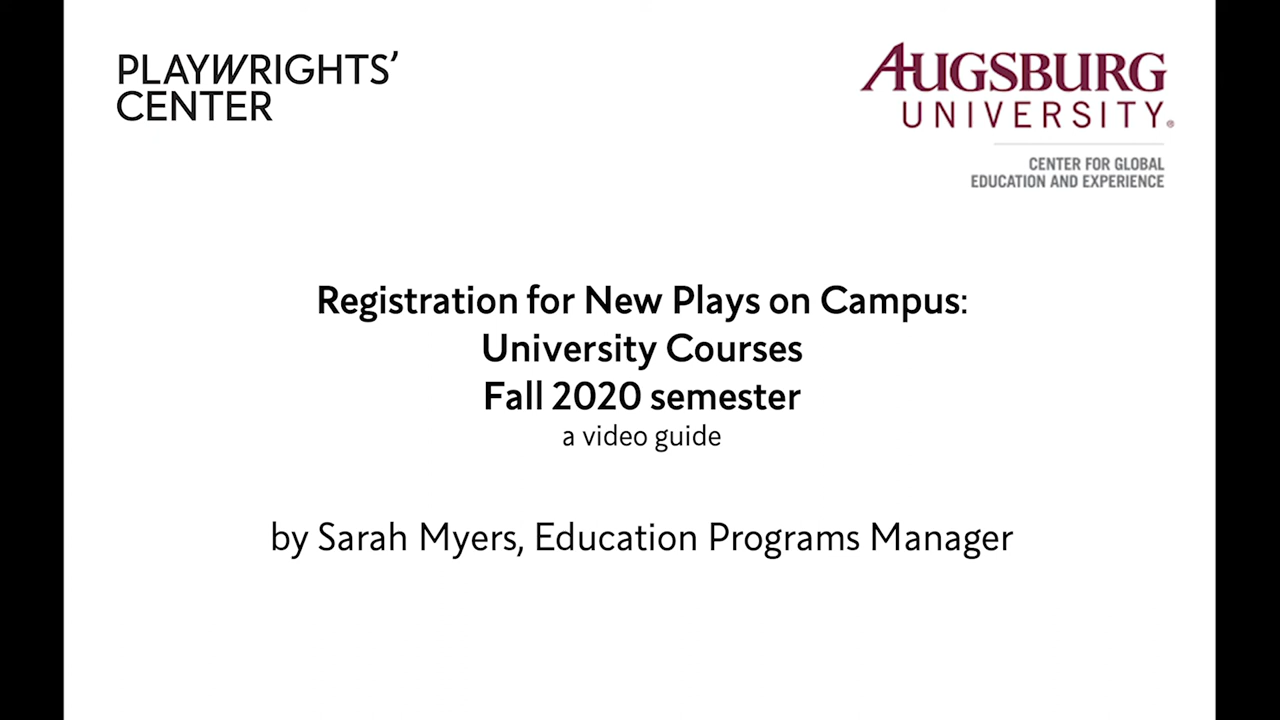 PLAYWRIGHTS’
CENTER
AUGSBURG
UNIVERSITY®
CENTER FOR GLOBAL
EDUCATION AND EXPERIENCE
Registration for New Plays on Campus:
University Courses
Fall 2020 semester
a video guide
by Sarah Myers, Education Programs Manager